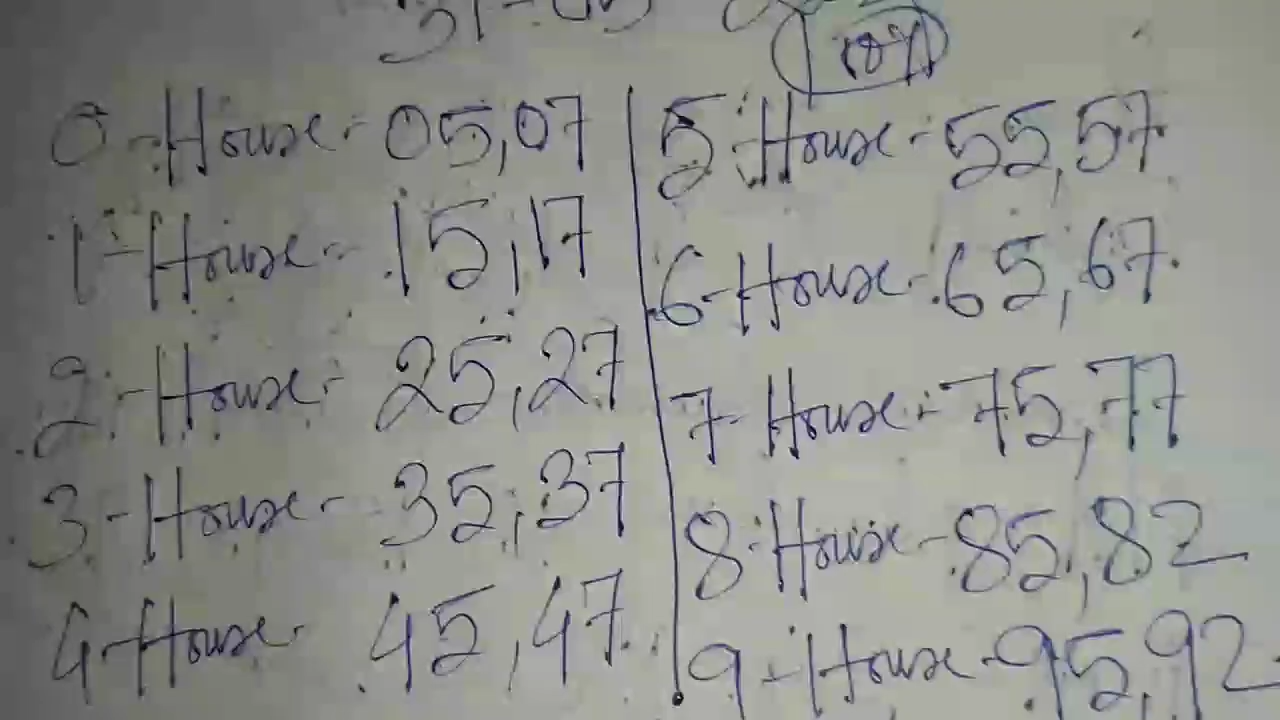 0-House- 05,07
1-House- 15,17
2-House- 25,27
3-House- 35,37
4-House 45,47
5-House- 55,57
6-House- 65,67
7-House- 75,77
8-House- 85,82
9-House- 95,92